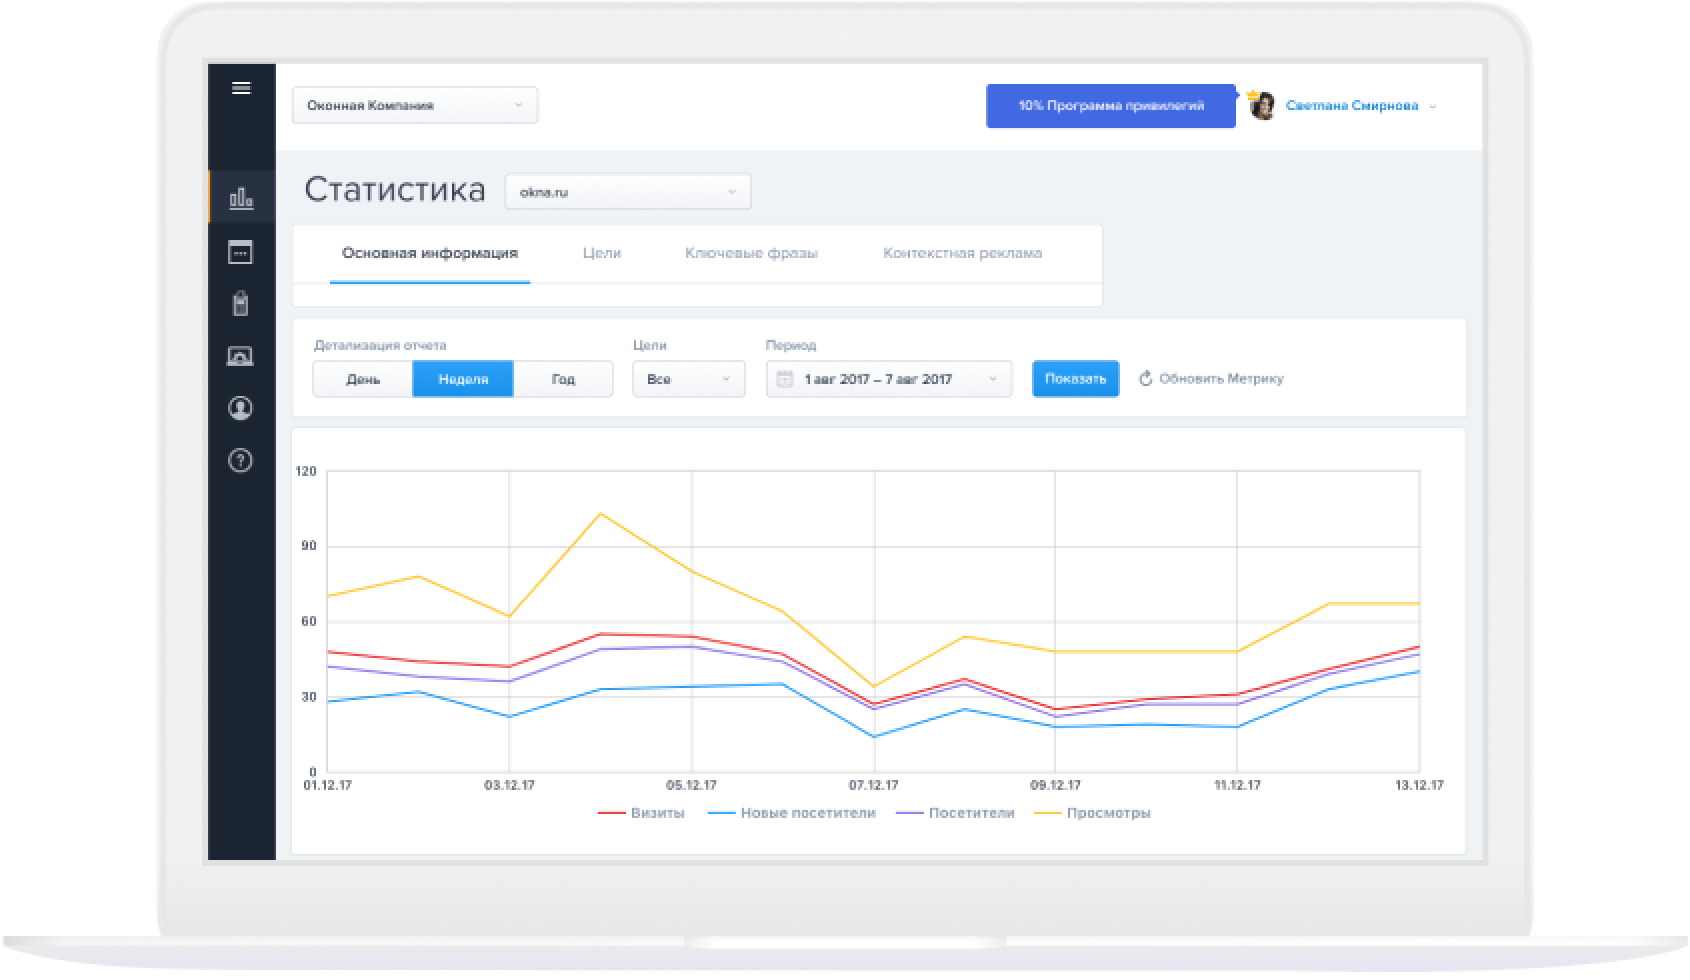 Оконная Компания
10% Программа привилегий
Светлана Смирнова
Статистика
okna.ru
Основная информация Цели Ключевые фразы Контекстная реклама
Детализация отчета Цели Период
День Неделя Год Все 1 авг 2017 – 7 авг 2017 Показать Обновить Метрику
120
90
60
30
0
01.12.17 03.12.17 05.12.17 07.12.17 09.12.17 11.12.17 13.12.17
Визиты Новые посетители Посетители Просмотры